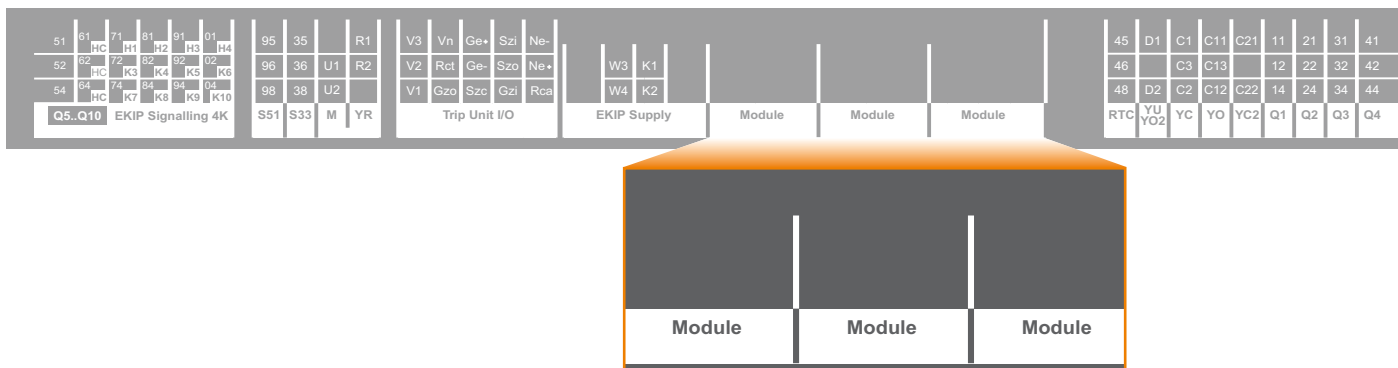 61 71 81 91 01
51 HC H1 H2 H3 H4 95 35 R1 V3 Vn Ge• Szi Ne- 45 D1 C1 C11 C21 11 21 31 41
62 72 82 92 02
52 HC K3 K4 K5 K6 96 36 U1 R2 V2 Rct Ge- Szo Ne• W3 K1 46 C3 C13 12 22 32 42
64 74 84 94 04
54 HC K7 K8 K9 K10 98 38 U2 V1 Gzo Szc Gzi Rca W4 K2 48 D2 C2 C12 C22 14 24 34 44
Q5..Q10 EKIP Signalling 4K S51 S33 M YR Trip Unit I/O EKIP Supply Module Module Module RTC YU YO2 YC YO YC2 Q1 Q2 Q3 Q4
Module Module Module